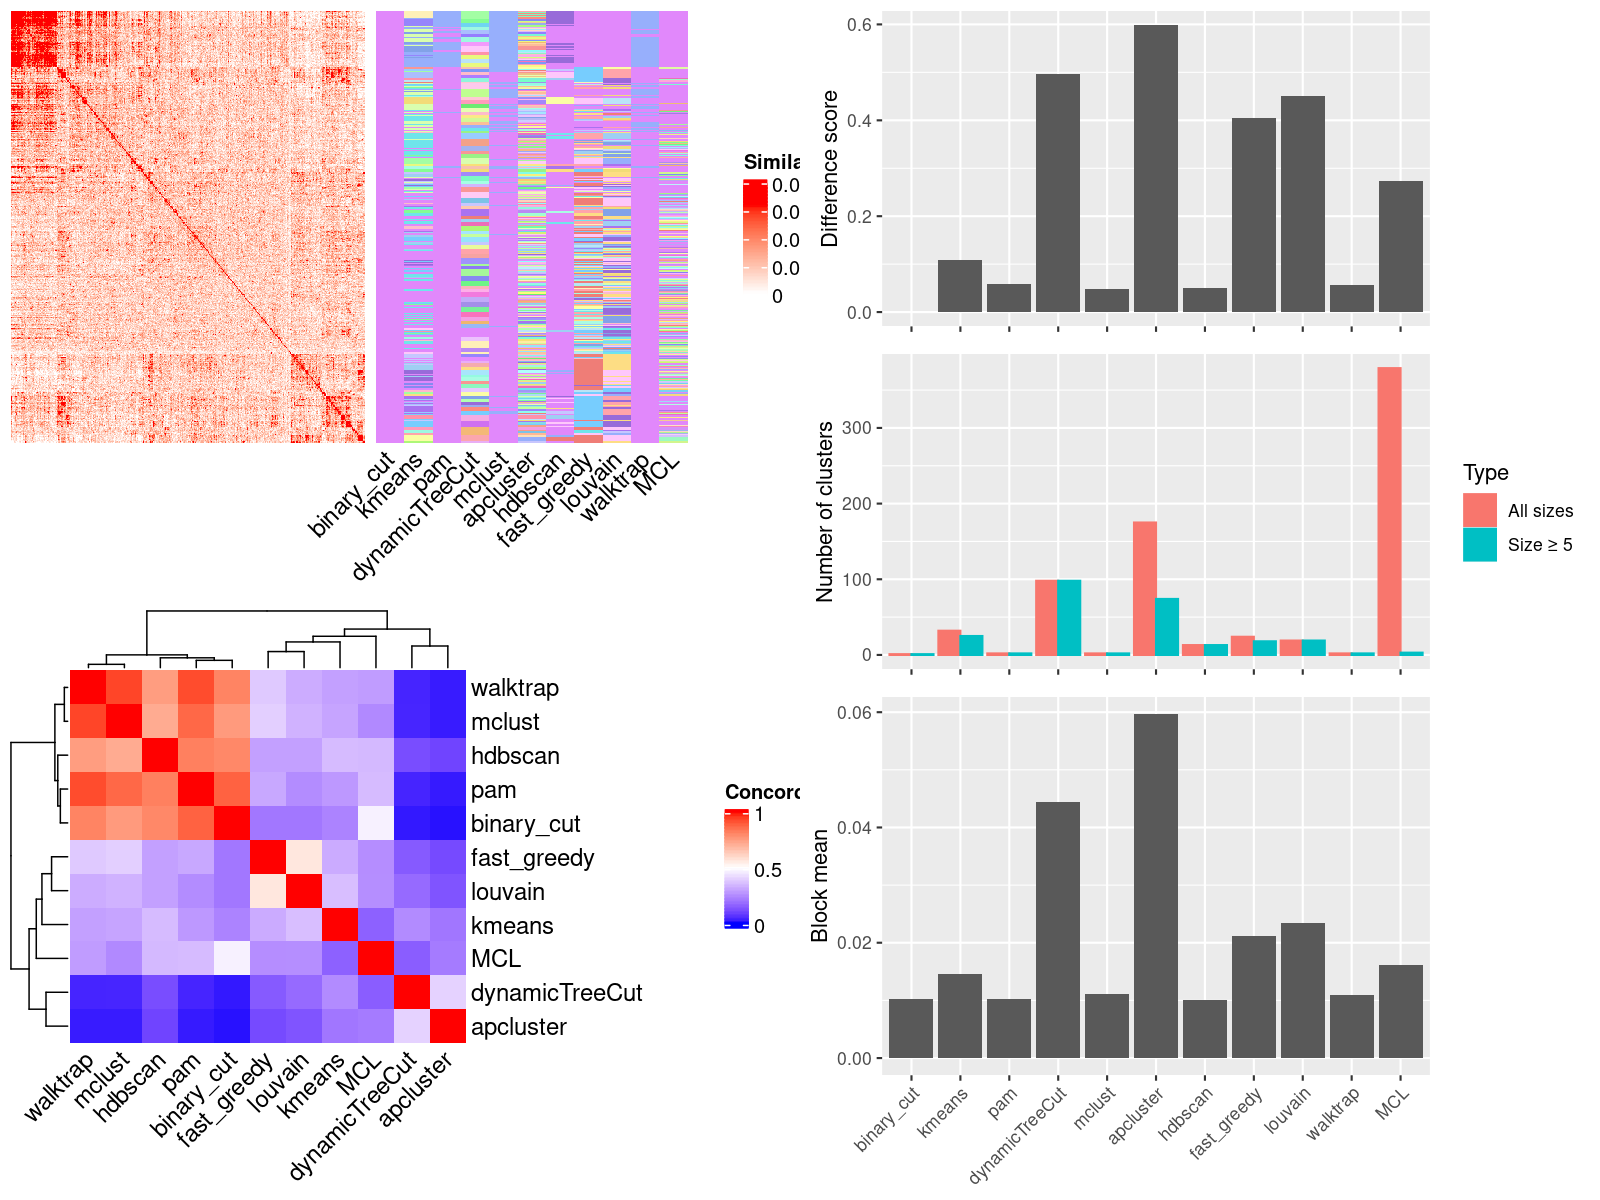 Simila
0.0
0.0
0.0
0.0
0
binary_cut
kmeans
pam
dynamicTreeCut
mclust
apcluster
hdbscan
fast_greedy
louvain
walktrap
MCL
walktrap
mclust
hdbscan
pam
binary_cut
fast_greedy
louvain
kmeans
MCL
dynamicTreeCut
apcluster
walktrap
mclust
hdbscan
pam
binary_cut
fast_greedy
louvain
kmeans
MCL
dynamicTreeCut
apcluster
Concord
1
0.5
0
Difference score
0.6
0.4
0.2
0.0
Number of clusters
300
200
100
0
Type
All sizes
Size ≥ 5
Block mean
0.06
0.04
0.02
0.00
binary_cut
kmeans
pam
dynamicTreeCut
mclust
apcluster
hdbscan
fast_greedy
louvain
walktrap
MCL